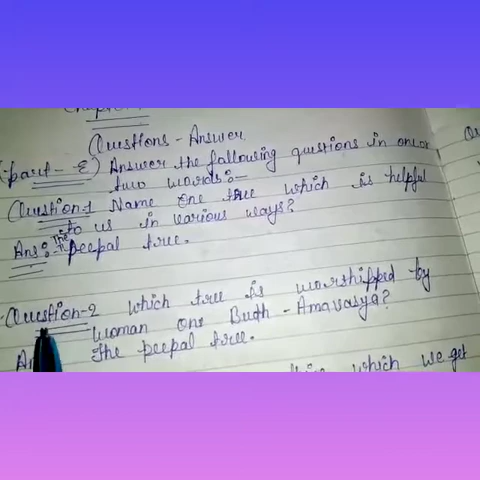 Questions - Answer
(part - E) Answer the following questions in one or
two words:-
Question-1 Name one tree which is helpful
to us in various ways?
Ans:- The peepal tree.
Question-2 which tree is worshipped by
woman one Budh - Amavasya?
An the peepal tree.
which we get